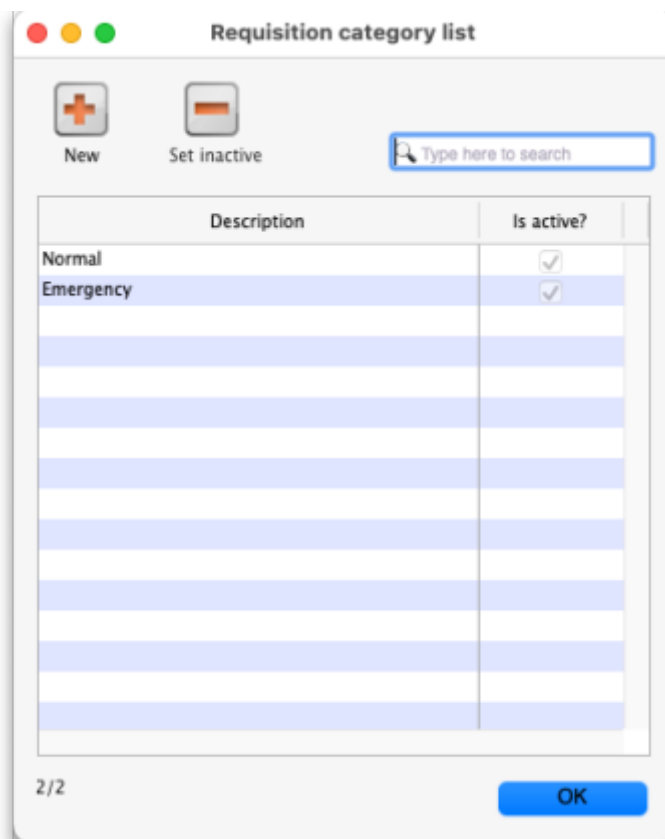 Requisition category list
New Set inactive
Type here to search
Description Is active?
Normal
Emergency
2/2
OK